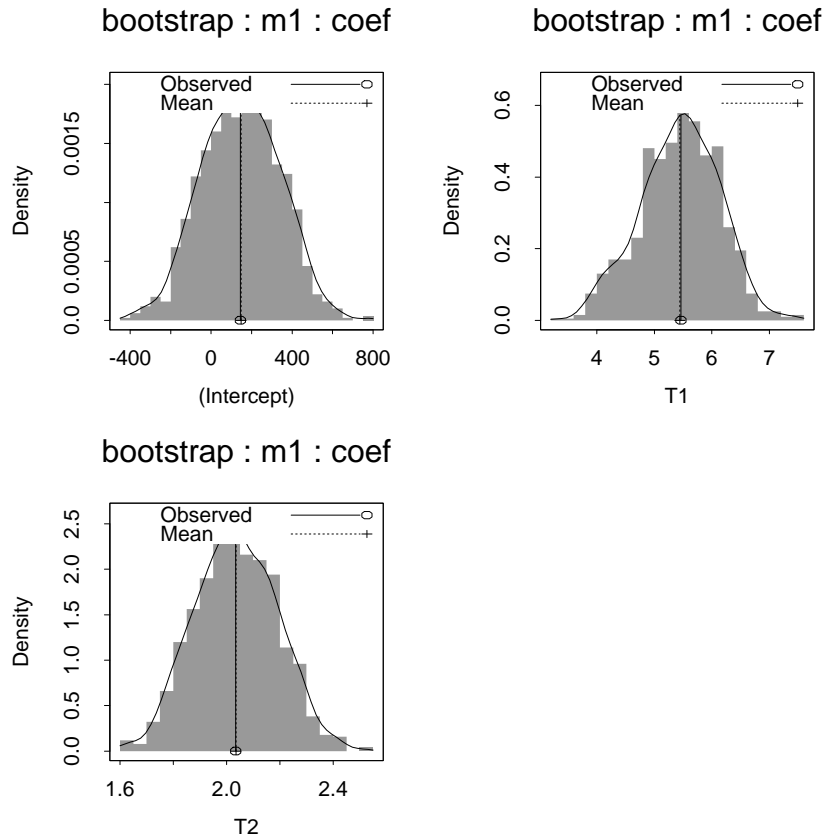 bootstrap : m1 : coef
Observed
Mean
Density
0.0 0.0005 0.0015
-400 0 400 800
(Intercept)
bootstrap : m1 : coef
Observed
Mean
Density
0.0 0.2 0.4 0.6
4 5 6 7
T1
bootstrap : m1 : coef
Observed
Mean
Density
0.0 0.5 1.0 1.5 2.0 2.5
1.6 2.0 2.4
T2